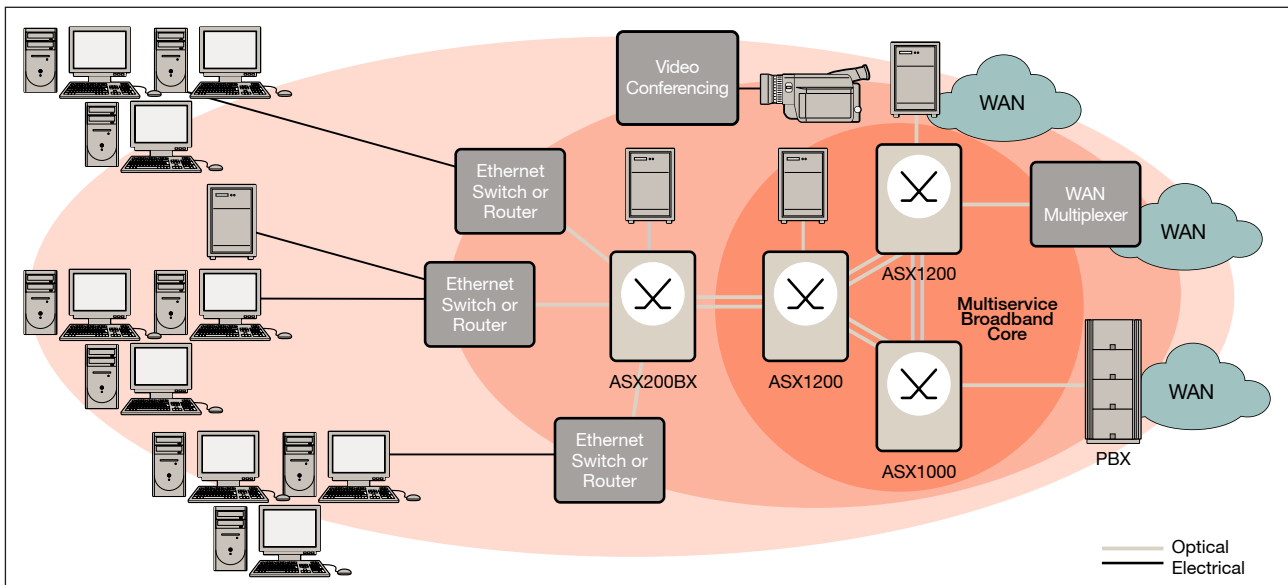 Video
Conferencing
WAN
Ethernet
Switch or
Router
WAN
Multiplexer
WAN
ASX1200
Ethernet
Switch or
Router
Multiservice
Broadband
Core
ASX200BX
ASX1200
WAN
Ethernet
Switch or
Router
ASX1000
PBX
Optical
Electrical